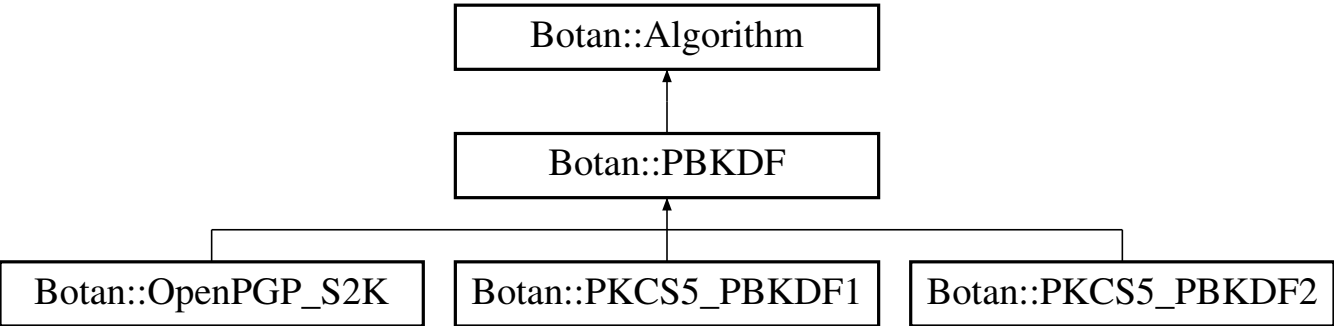 Botan::Algorithm
Botan::PBKDF
Botan::OpenPGP_S2K
Botan::PKCS5_PBKDF1
Botan::PKCS5_PBKDF2